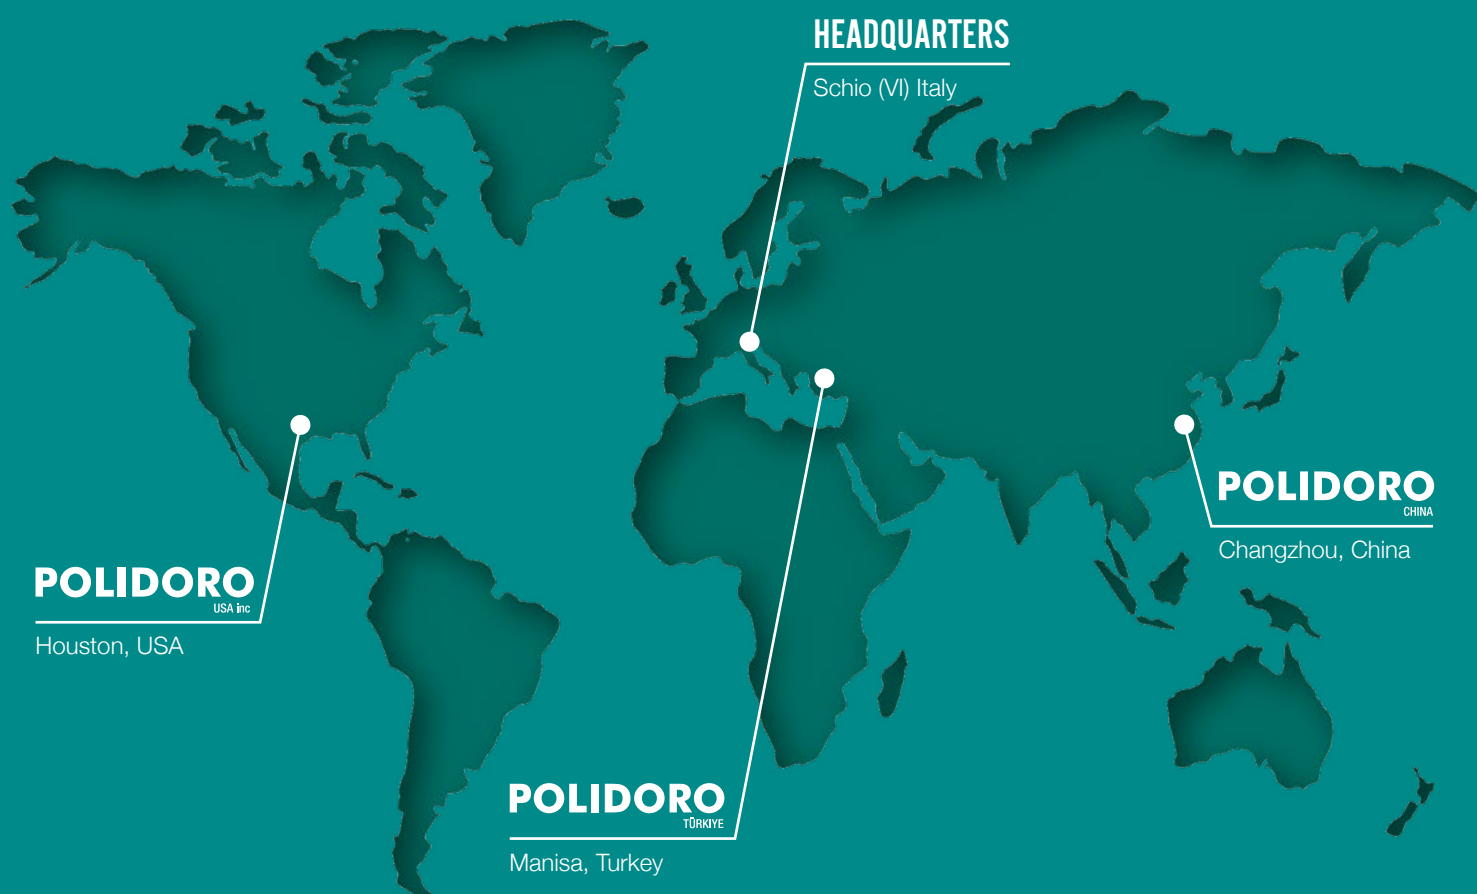 HEADQUARTERS
Schio (VI) Italy
POLIDORO
CHINA
Changzhou, China
POLIDORO
USA inc
Houston, USA
POLIDORO
TÜRKIYE
Manisa, Turkey